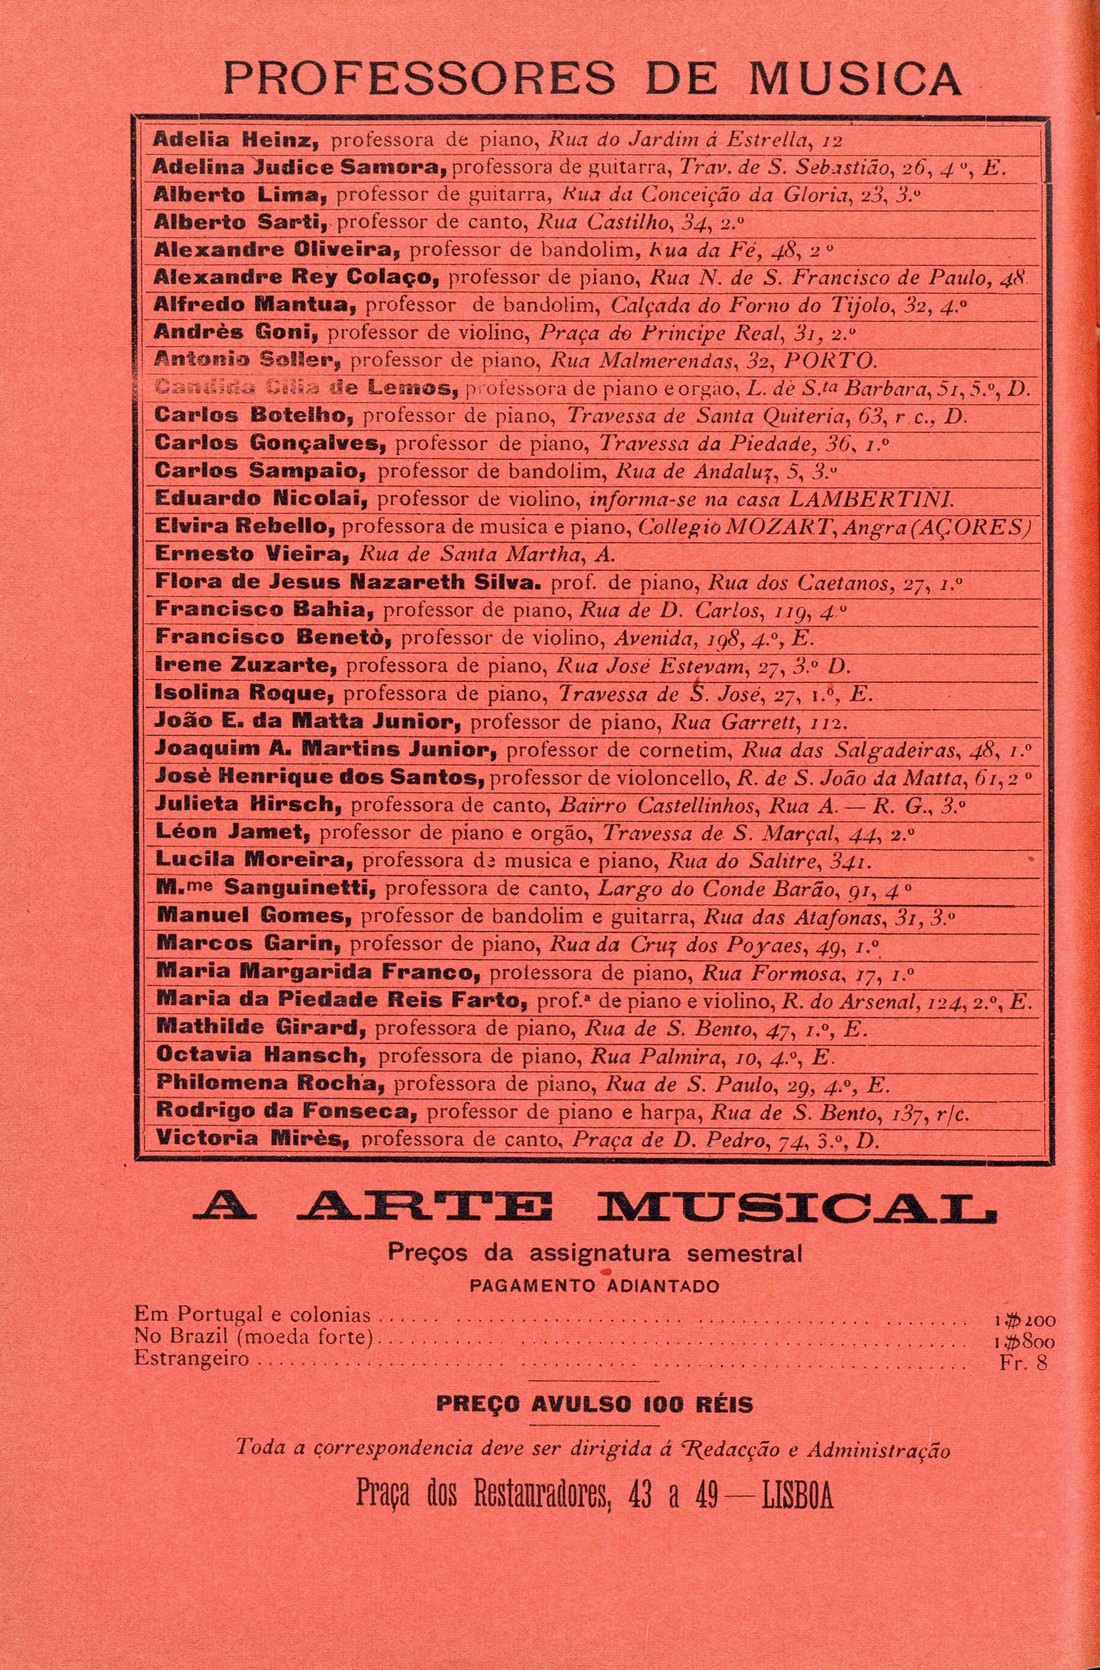 PROFESSORES DE MUSICA
Adelia Heinz, professora de piano, Rua do Jardim á Estrella, 12
Adelina Judice Samora, professora de guitarra, Trav. de S. Sebastião, 26, 4º, E.
Alberto Lima, professor de guitarra, Rua da Conceição da Gloria, 23, 3.º
Alberto Sarti, professor de canto, Rua Castilho, 34, 2.º
Alexandre Oliveira, professor de bandolim, Rua da Fé, 48, 2º
Alexandre Rey Colaço, professor de piano, Rua N. de S. Francisco de Paulo, 48
Alfredo Mantua, professor de bandolim, Calçada do Forno do Tijolo, 32, 4.º
Andrès Goni, professor de violino, Praça do Principe Real, 31, 2.º
Antonio Soller, professor de piano, Rua Malmerendas, 32, PORTO.
Candida Cilia de Lemos, professora de piano e orgão, L. de S.ta Barbara, 51, 5.º, D.
Carlos Botelho, professor de piano, Travessa de Santa Quiteria, 63, r c., D.
Carlos Gonçalves, professor de piano, Travessa da Piedade, 36, 1.º
Carlos Sampaio, professor de bandolim, Rua de Andaluz, 5, 3.º
Eduardo Nicolai, professor de violino, informa-se na casa LAMBERTINI.
Elvira Rebello, professora de musica e piano, Collegio MOZART, Angra (AÇORES)
Ernesto Vieira, Rua de Santa Martha, A.
Flora de Jesus Nazareth Silva. prof. de piano, Rua dos Caetanos, 27, 1.º
Francisco Bahia, professor de piano, Rua de D. Carlos, 119, 4º
Francisco Benetò, professor de violino, Avenida, 198, 4.º, E.
Irene Zuzarte, professora de piano, Rua José Estevam, 27, 3.º D.
Isolina Roque, professora de piano, Travessa de S. José, 27, 1.º, E.
João E. da Matta Junior, professor de piano, Rua Garrett, 112.
Joaquim A. Martins Junior, professor de cornetim, Rua das Salgadeiras, 48, 1.º
Josè Henrique dos Santos, professor de violoncello, R. de S. João da Matta, 61, 2º
Julieta Hirsch, professora de canto, Bairro Castellinhos, Rua A. — R. G., 3.º
Léon Jamet, professor de piano e orgão, Travessa de S. Marçal, 44, 2.º
Lucila Moreira, professora de musica e piano, Rua do Salitre, 341.
M.me Sanguinetti, professora de canto, Largo do Conde Barão, 91, 4º
Manuel Gomes, professor de bandolim e guitarra, Rua das Atafonas, 31, 3.º
Marcos Garin, professor de piano, Rua da Cruz dos Poyaes, 49, 1.º
Maria Margarida Franco, professora de piano, Rua Formosa, 17, 1.º
Maria da Piedade Reis Farto, prof.ª de piano e violino, R. do Arsenal, 124, 2.º, E.
Mathilde Girard, professora de piano, Rua de S. Bento, 47, 1.º, E.
Octavia Hansch, professora de piano, Rua Palmira, 10, 4.º, E.
Philomena Rocha, professora de piano, Rua de S. Paulo, 29, 4.º, E.
Rodrigo da Fonseca, professor de piano e harpa, Rua de S. Bento, 137, r/c.
Victoria Mirès, professora de canto, Praça de D. Pedro, 74, 3.º, D.
A ARTE MUSICAL
Preços da assignatura semestral
PAGAMENTO ADIANTADO
Em Portugal e colonias .......... 1$200
No Brazil (moeda forte) .......... 1$800
Estrangeiro .......... Fr. 8
PREÇO AVULSO 100 RÉIS
Toda a correspondencia deve ser dirigida á Redacção e Administração
Praça dos Restauradores, 43 a 49 — LISBOA